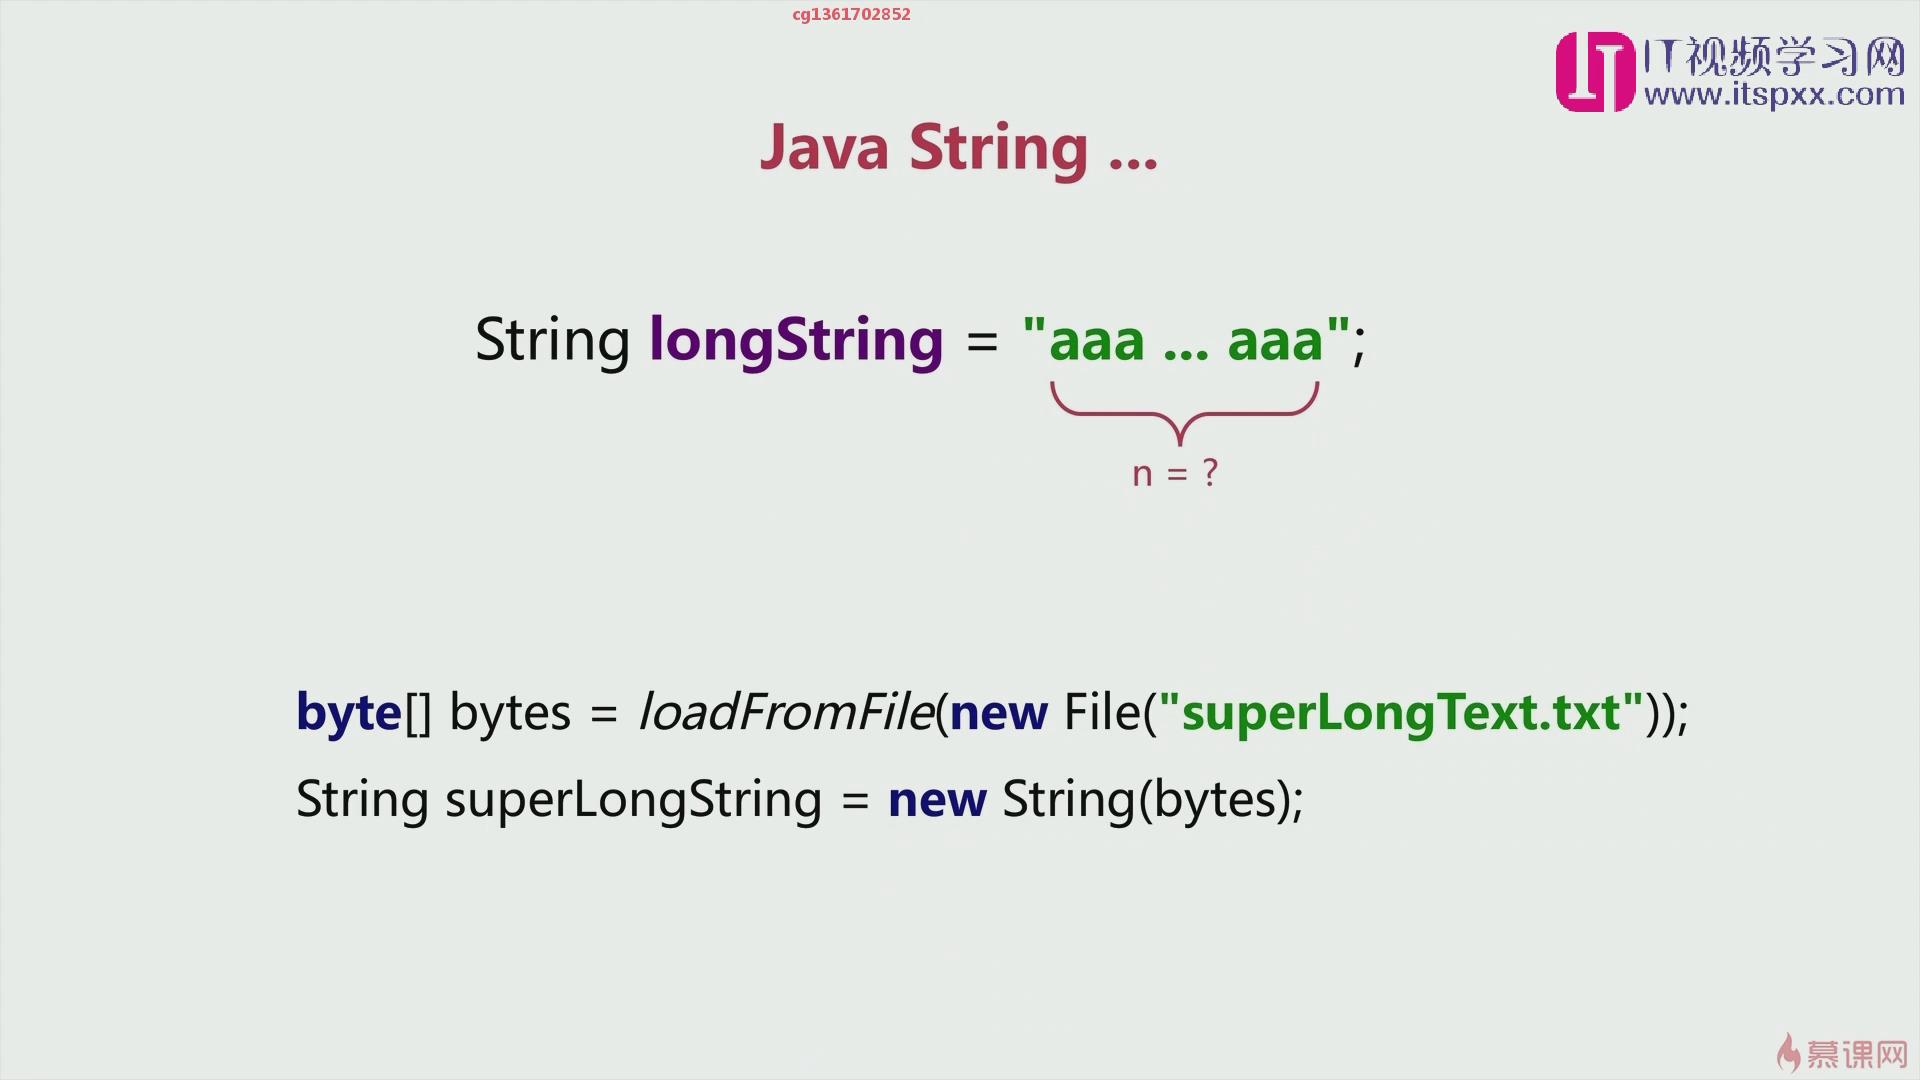 cg1361702852
IT视频学习网
www.itspxx.com
Java String ...
String longString = "aaa ... aaa";
n = ?
byte[] bytes = loadFromFile(new File("superLongText.txt"));
String superLongString = new String(bytes);
慕课网